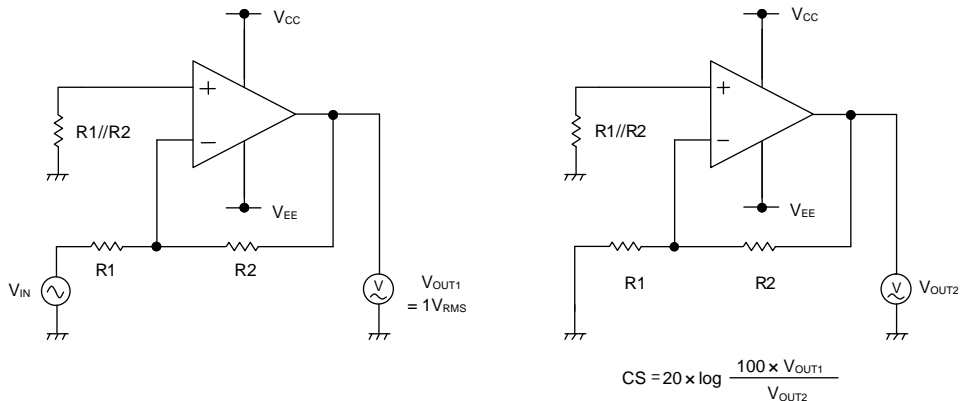 VCC
+
R1//R2
−
VEE
R1
R2
VIN
V
VOUT1
= 1VRMS
VCC
+
R1//R2
−
VEE
R1
R2
V
VOUT2
CS = 20 × log 100 × VOUT1
VOUT2